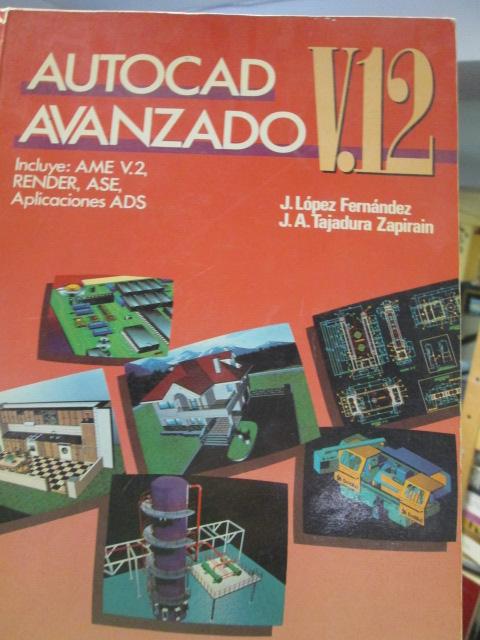 AUTOCAD
AVANZADO V.12
Incluye: AME V.2,
RENDER, ASE,
Aplicaciones ADS
J. López Fernández
J. A. Tajadura Zapirain